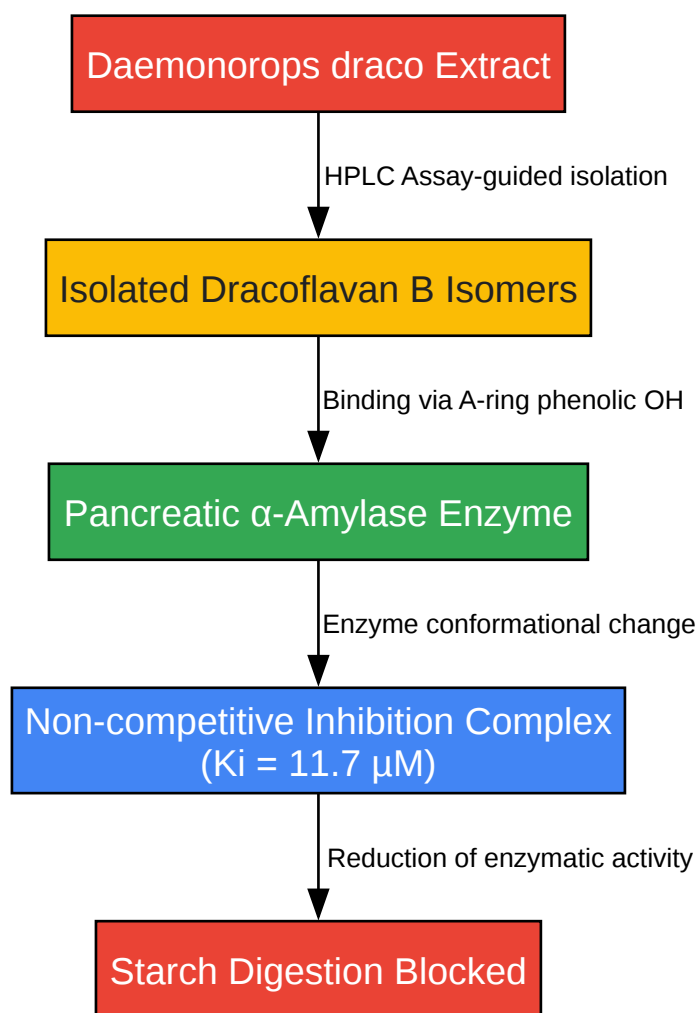 Daemonorops draco Extract
HPLC Assay-guided isolation
Isolated Dracoflavan B Isomers
Binding via A-ring phenolic OH
Pancreatic α-Amylase Enzyme
Enzyme conformational change
Non-competitive Inhibition Complex
(Ki = 11.7 µM)
Reduction of enzymatic activity
Starch Digestion Blocked